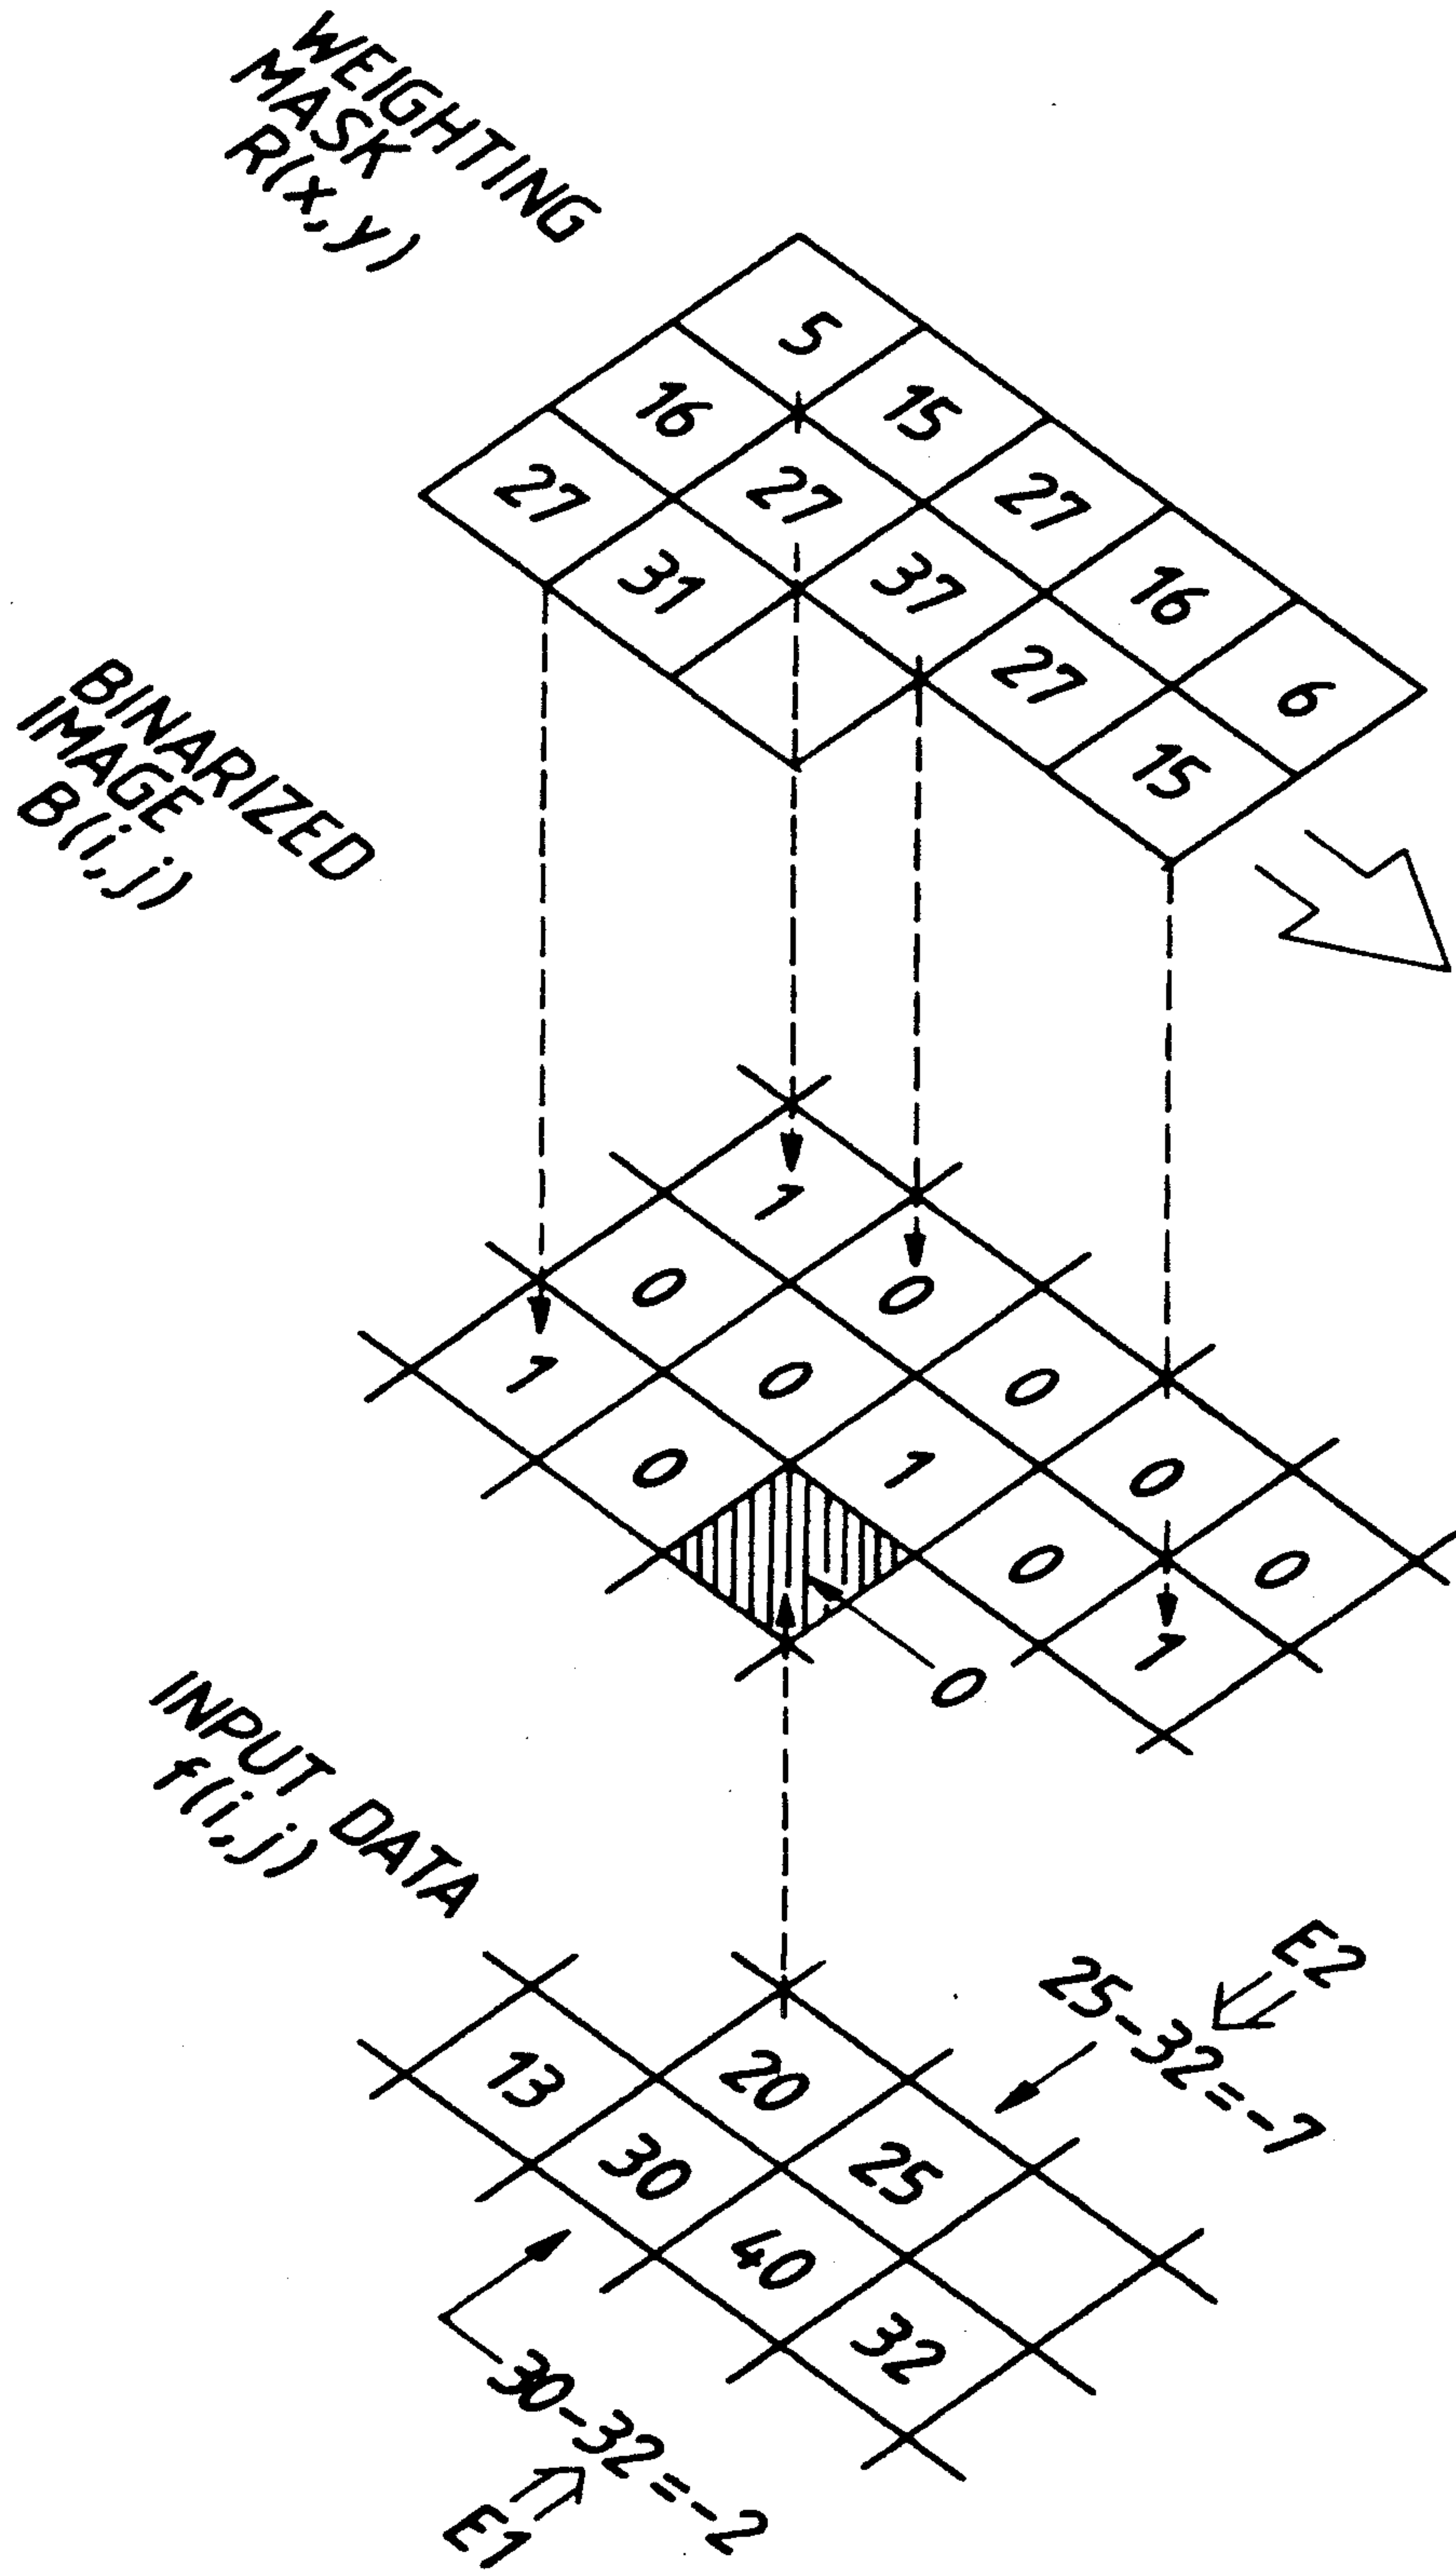 WEIGHTING
MASK
R(x,y)
5 15 27 16 6
16 27 37 27 15
27 31
BINARIZED
IMAGE
B(i,j)
1 0 0 0 0
0 0 1 0 1
1 0
0
INPUT DATA
f(i,j)
20 25
13 30 40 32
E2
25-32=-7
30-32=-2
E1